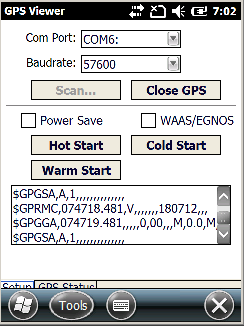 GPS Viewer 7:02
Com Port: COM6:
Baudrate: 57600
Scan... Close GPS
Power Save WAAS/EGNOS
Hot Start Cold Start
Warm Start
$GPGSA,A,1,,,,,,,,,,,,,,
$GPRMC,074718.481,V,,,,,,,180712,,,
$GPGGA,074719.481,,,,,0,00,,,M,0.0,M
$GPGSA,A,1,,,,,,,,,,,,,,
Setup GPS Status
Tools